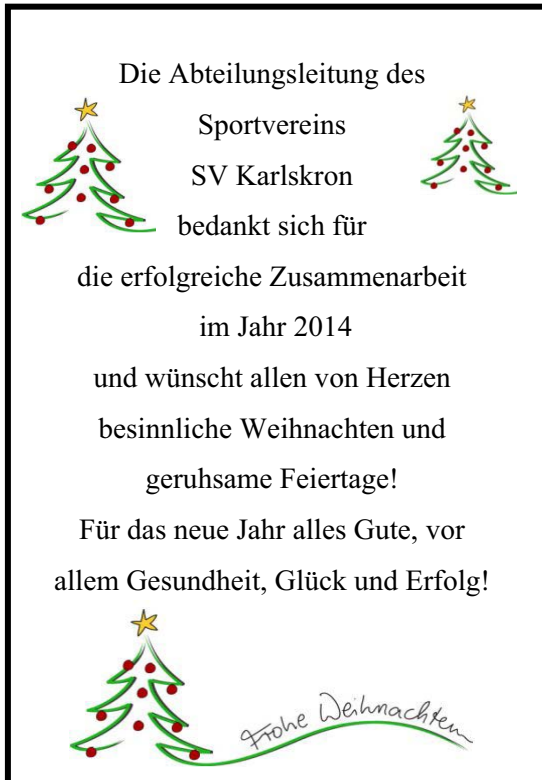 Die Abteilungsleitung des
Sportvereins
SV Karlskron
bedankt sich für
die erfolgreiche Zusammenarbeit
im Jahr 2014
und wünscht allen von Herzen
besinnliche Weihnachten und
geruhsame Feiertage!
Für das neue Jahr alles Gute, vor
allem Gesundheit, Glück und Erfolg!
Frohe Weihnachten